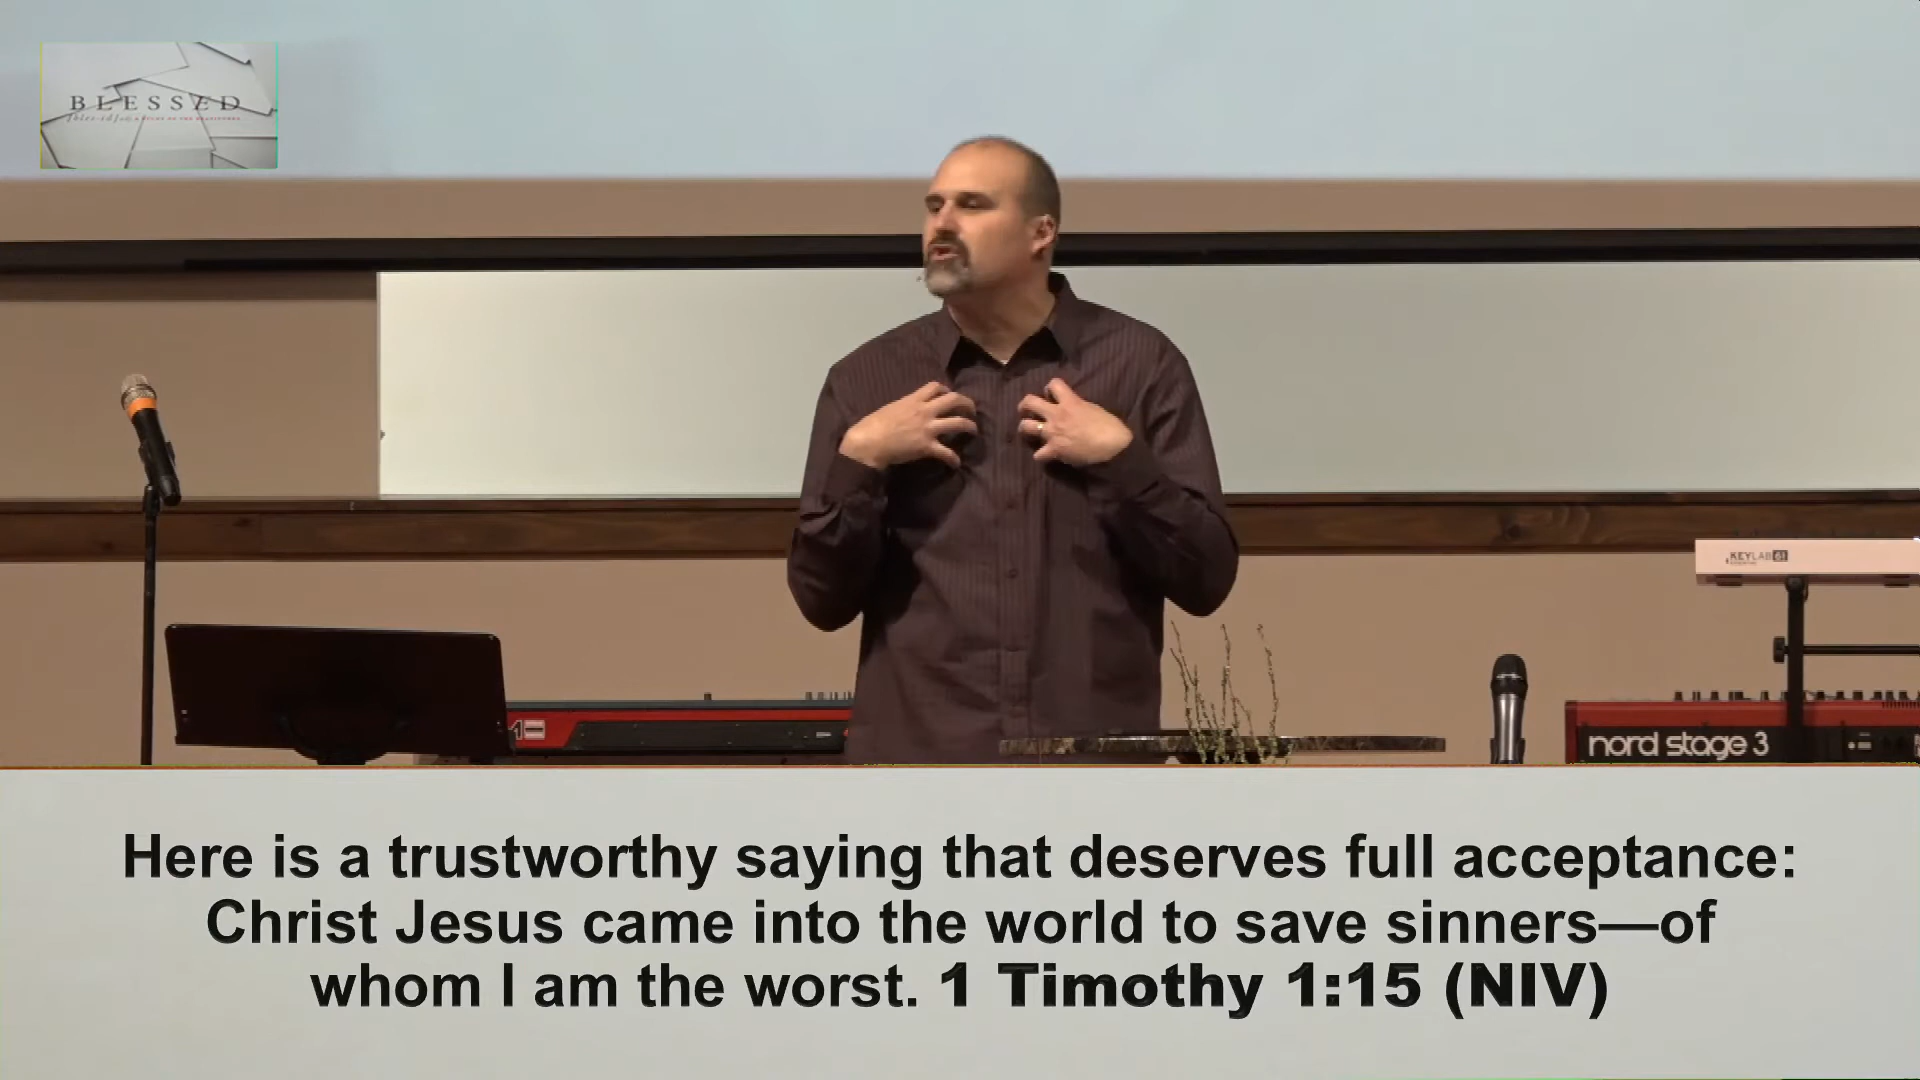 BLESSED
Here is a trustworthy saying that deserves full acceptance:
Christ Jesus came into the world to save sinners—of
whom I am the worst. 1 Timothy 1:15 (NIV)
KEYLAB 61
nord stage 3